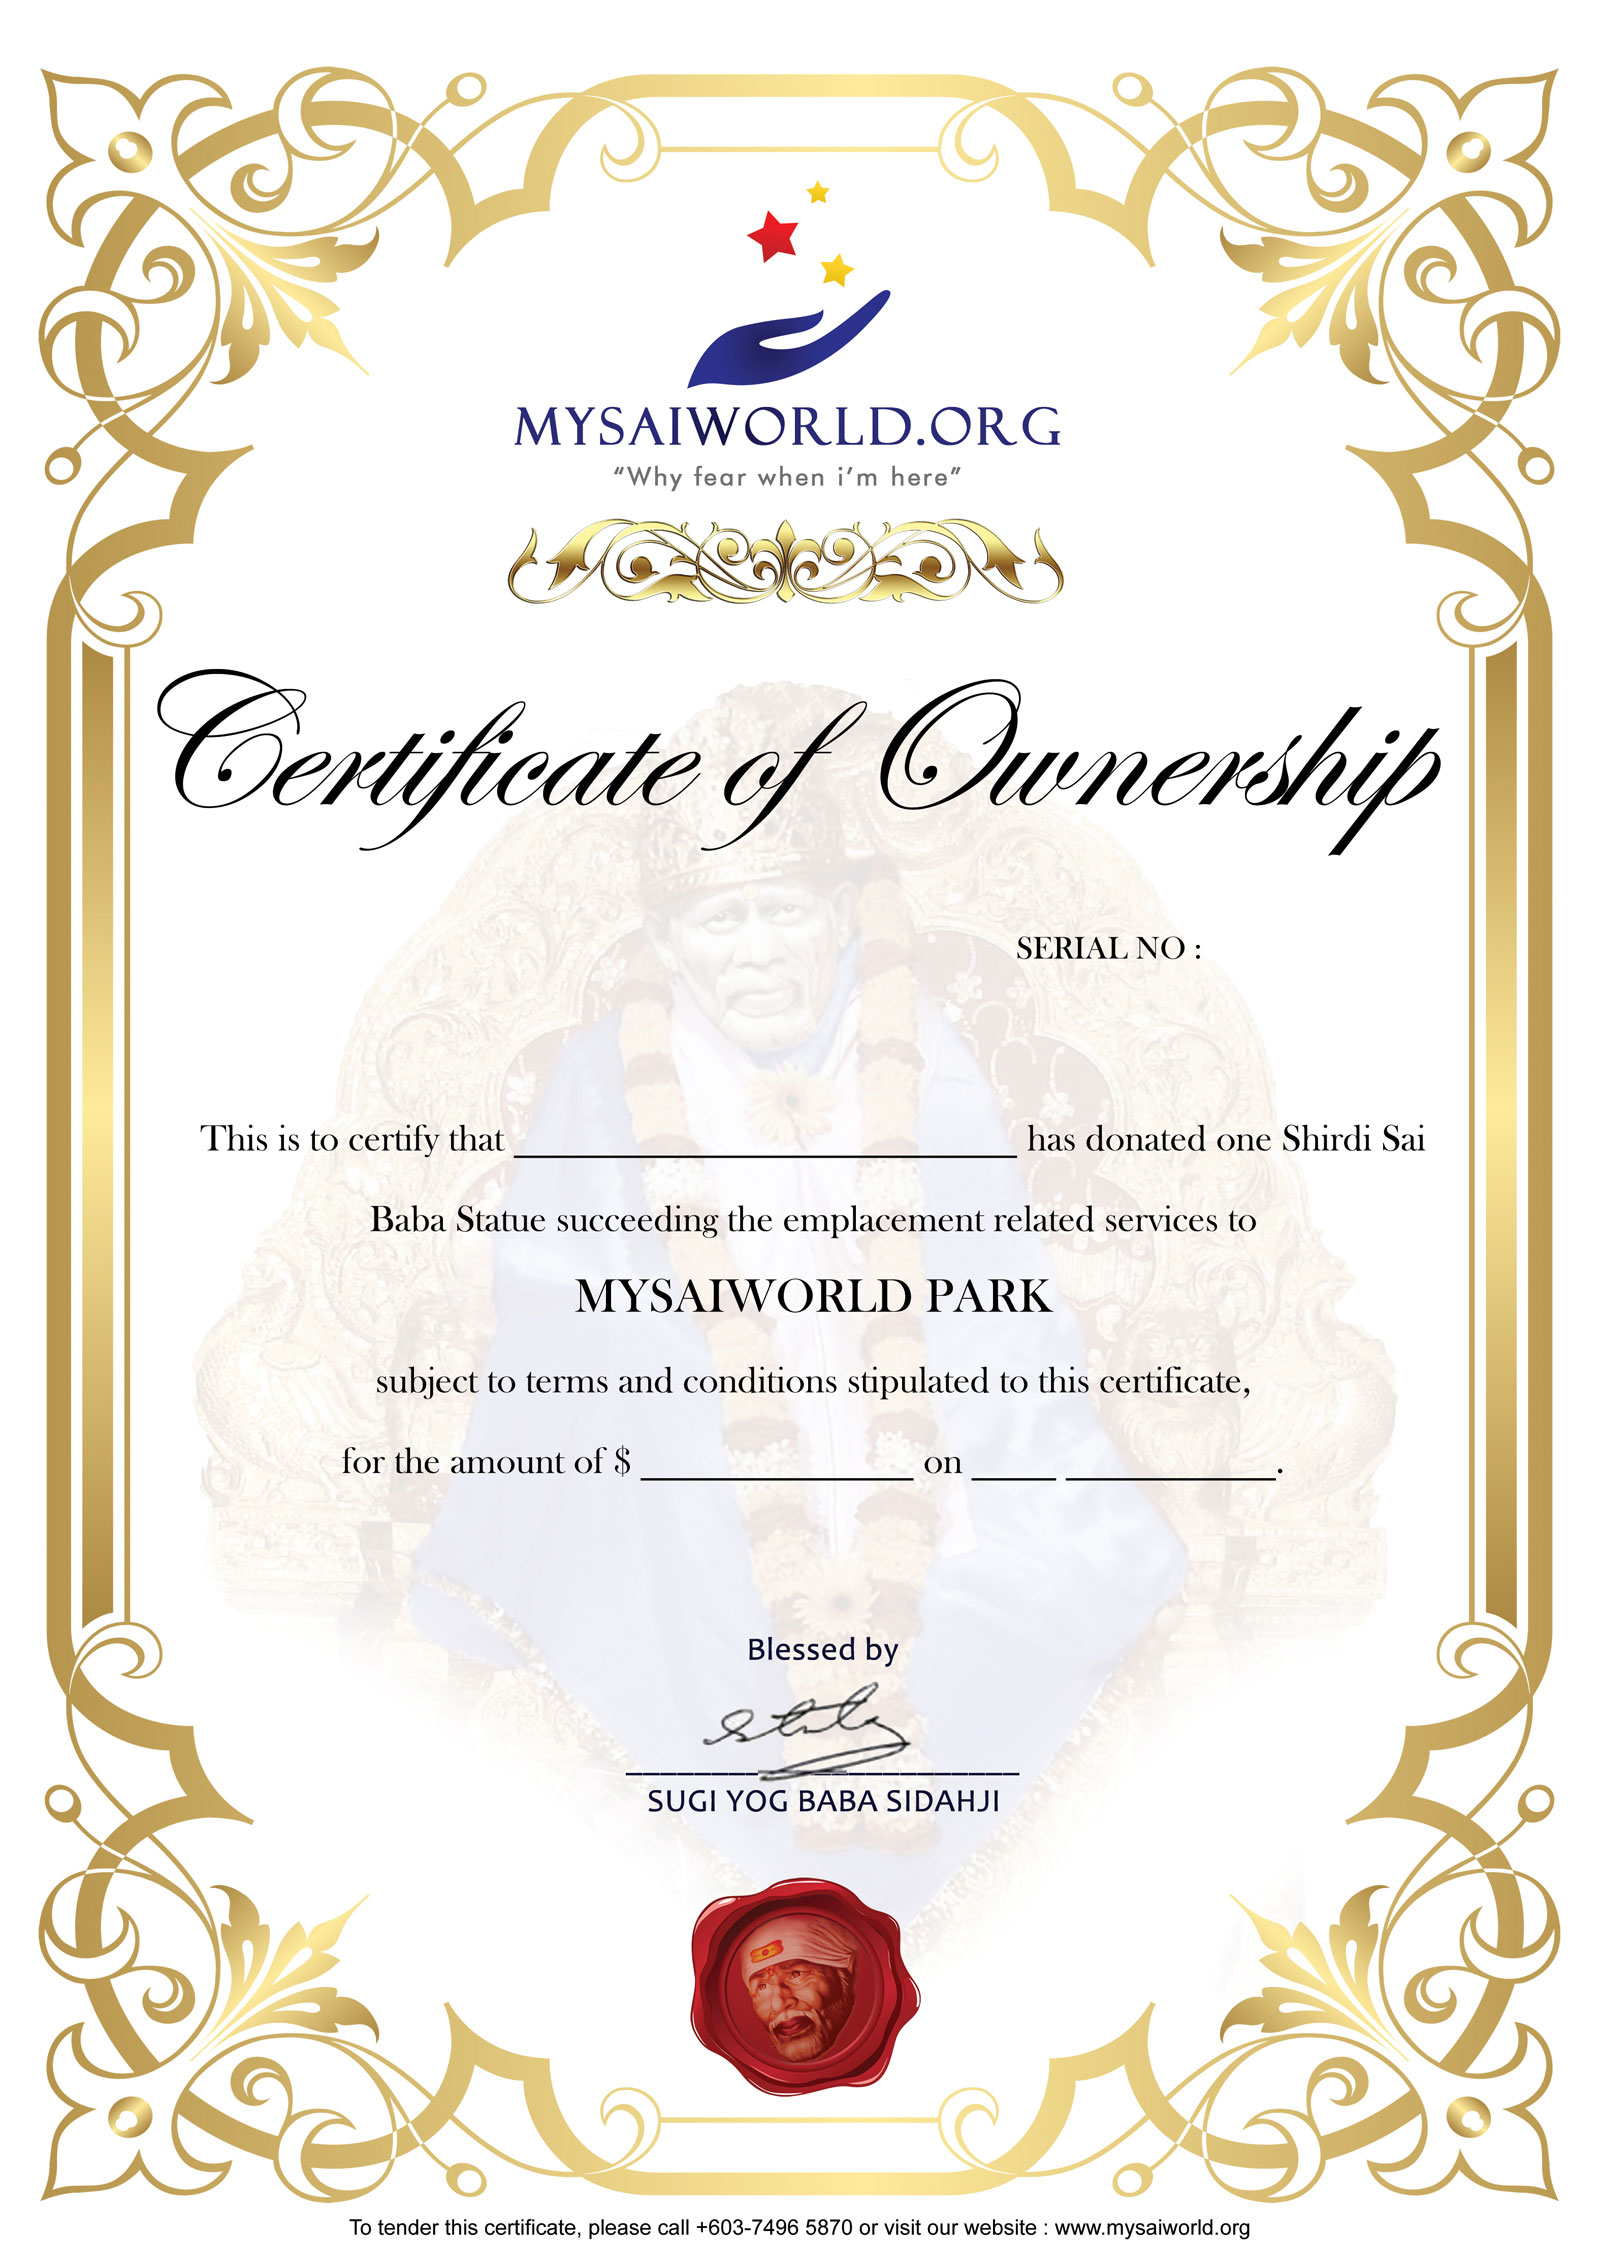 MYSAIWORLD.ORG
“Why fear when i’m here”
Certificate of Ownership
SERIAL NO :
This is to certify that ______________________ has donated one Shirdi Sai
Baba Statue succeeding the emplacement related services to
MYSAIWORLD PARK
subject to terms and conditions stipulated to this certificate,
for the amount of $ ____________ on ____ _________.
Blessed by
SUGI YOG BABA SIDAHJI
To tender this certificate, please call +603-7496 5870 or visit our website : www.mysaiworld.org